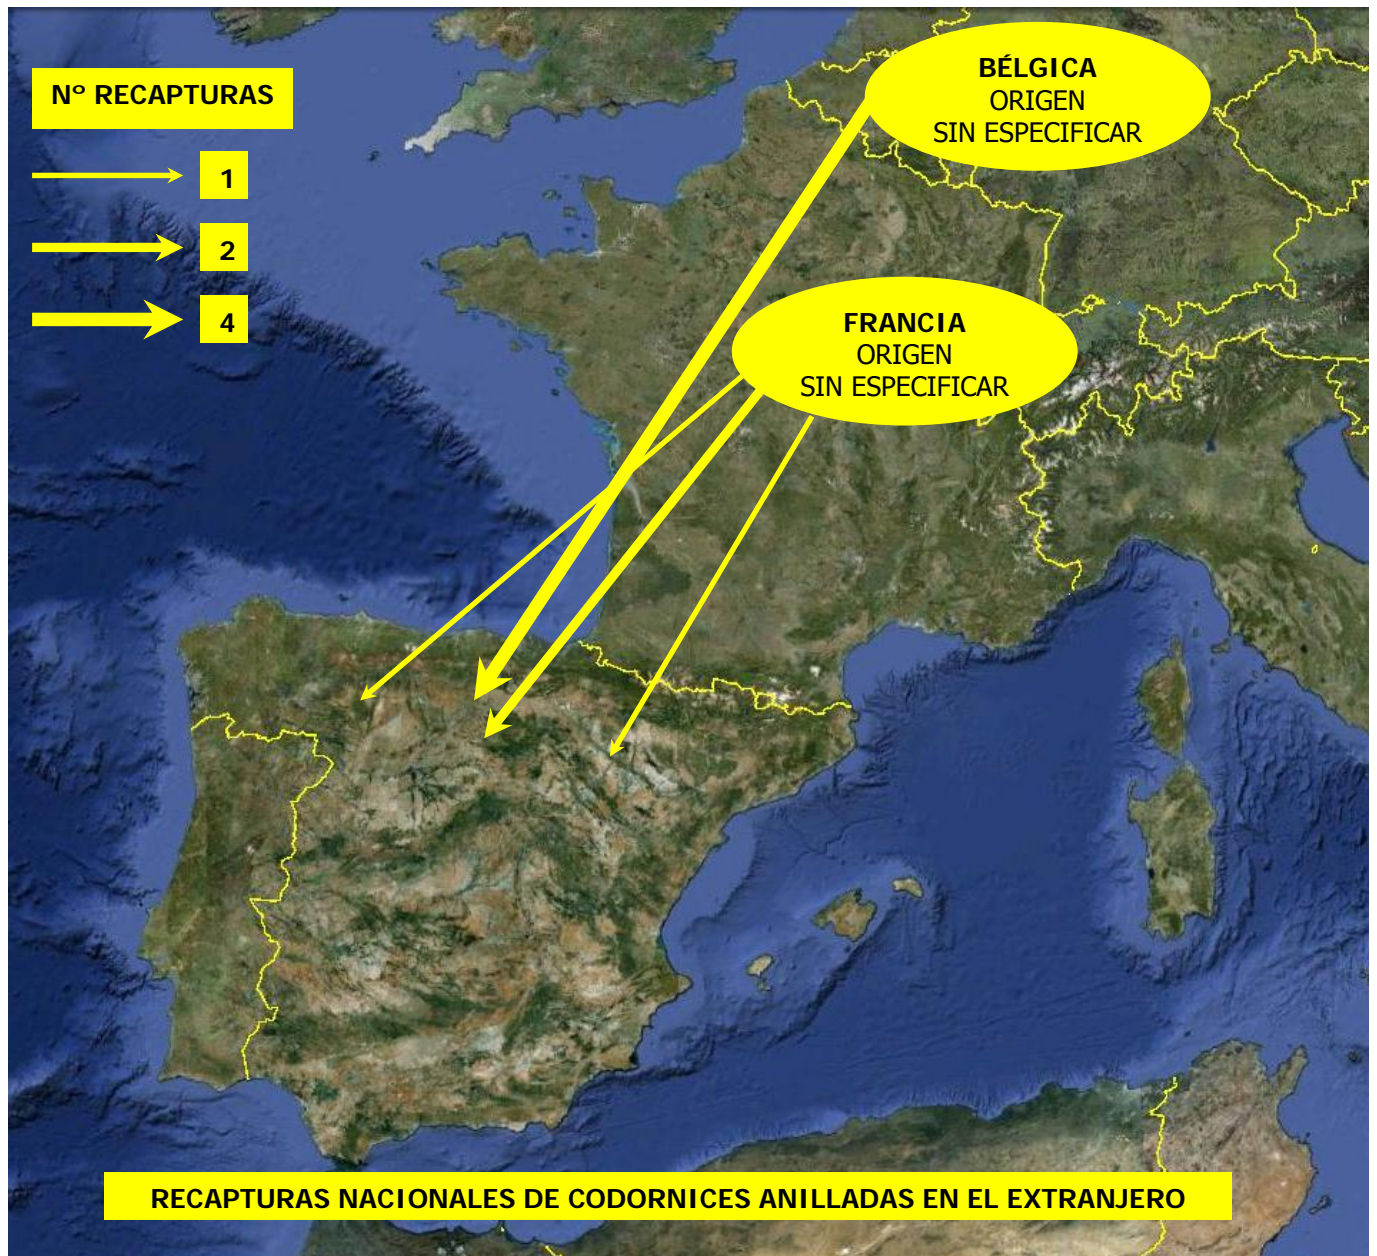 Nº RECAPTURAS
1
2
4
BÉLGICA
ORIGEN
SIN ESPECIFICAR
FRANCIA
ORIGEN
SIN ESPECIFICAR
RECAPTURAS NACIONALES DE CODORNICES ANILLADAS EN EL EXTRANJERO